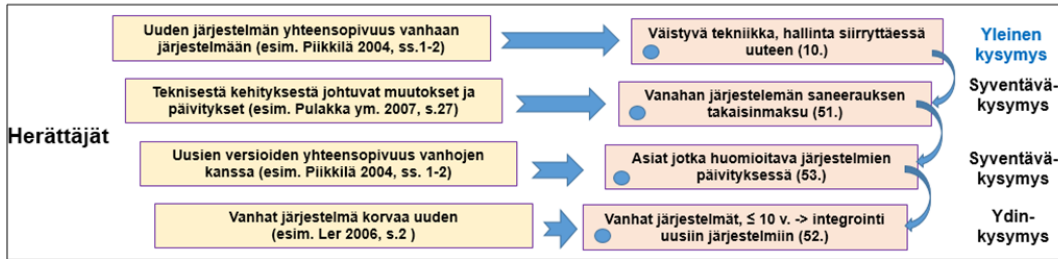 Herättäjät
Uuden järjestelmän yhteensopivuus vanhaan
järjestelmään (esim. Piikkilä 2004, ss.1-2)
Väistyvä tekniikka, hallinta siirryttäessä
uuteen (10.)
Yleinen
kysymys
Teknisestä kehityksestä johtuvat muutokset ja
päivitykset (esim. Pulakka ym. 2007, s.27)
Vanahan järjestelemän saneerauksen
takaisinmaksu (51.)
Syventävä-
kysymys
Uusien versioiden yhteensopivuus vanhojen
kanssa (esim. Piikkilä 2004, ss. 1-2)
Asiat jotka huomioitava järjestelmien
päivityksessä (53.)
Syventävä-
kysymys
Vanhat järjestelmä korvaa uuden
(esim. Ler 2006, s.2 )
Vanhat järjestelmät, ≤ 10 v. -> integrointi
uusiin järjestelmiin (52.)
Ydin-
kysymys